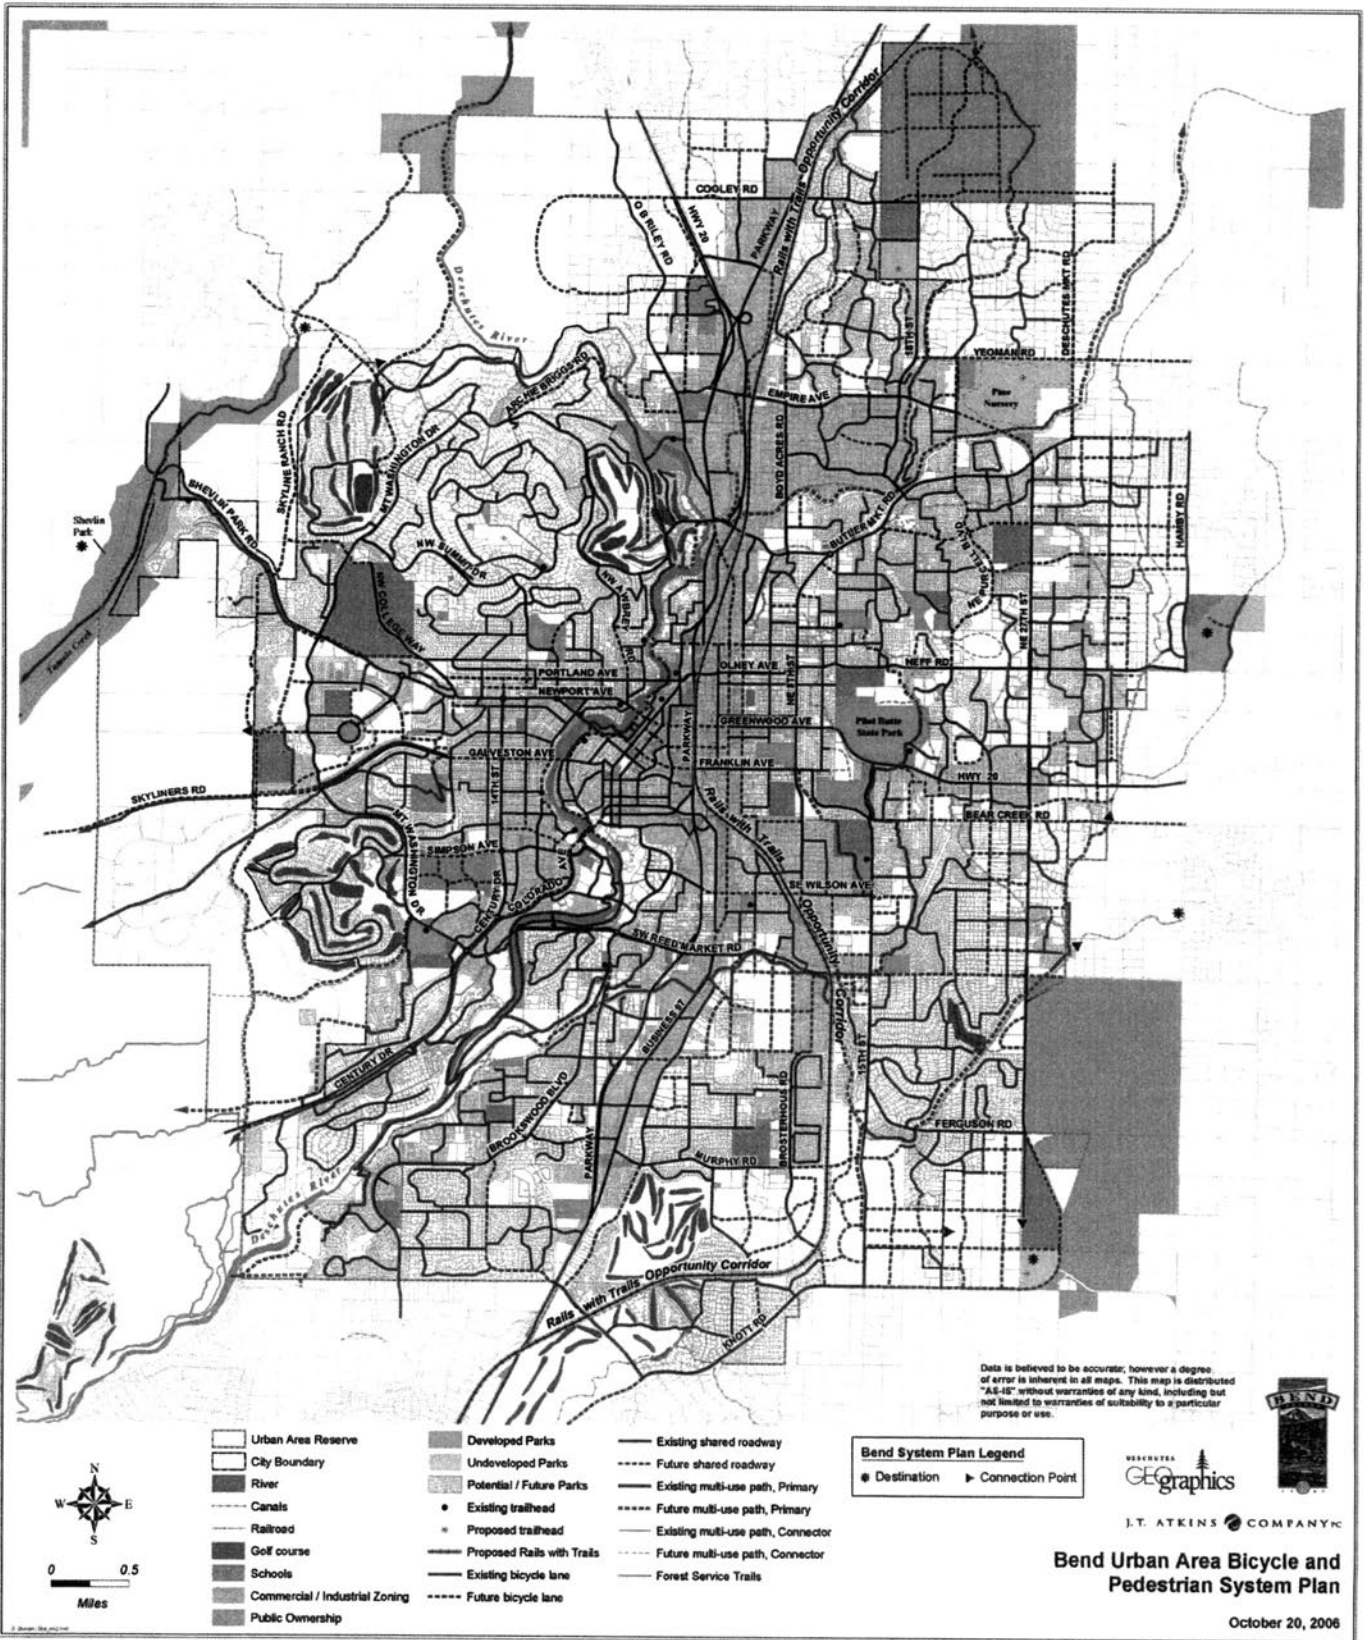 Rails with Trails Opportunity Corridor
COOLEY RD
O B RILEY RD
HWY 20
PARKWAY
DESCHUTES MKT RD
18TH ST
Deschutes River
YEOMAN RD
Pine
Nursery
ARCHIE BRIGGS RD
EMPIRE AVE
BOYD ACRES RD
SKYLINE RANCH RD
MT WASHINGTON DR
SHEVLIN PARK RD
Shevlin
Park
BUTLER MKT RD
HAMBY RD
NW SUMMIT DR
NW COLLEGE WAY
NW AWBREY RD
NE PURCELL BLVD
NE 27TH ST
Tumalo Creek
PORTLAND AVE
NEWPORT AVE
OLNEY AVE
NE 8TH ST
NEFF RD
GREENWOOD AVE
Pilot Butte
State Park
PARKWAY
GALVESTON AVE
FRANKLIN AVE
14TH ST
HWY 20
SKYLINERS RD
BEAR CREEK RD
MT WASHINGTON DR
SIMPSON AVE
CENTURY DR
COLORADO AVE
Rails with Trails Opportunity Corridor
SE WILSON AVE
SW REED MARKET RD
BUSINESS 97
15TH ST
CENTURY DR
BROOKSWOOD BLVD
BROSTERHOUS RD
FERGUSON RD
PARKWAY
MURPHY RD
Deschutes River
Rails with Trails Opportunity Corridor
KNOTT RD
Data is believed to be accurate; however a degree
of error is inherent in all maps. This map is distributed
"AS-IS" without warranties of any kind, including but
not limited to warranties of suitability to a particular
purpose or use.
BEND
N
W E
S
0 0.5
Miles
Urban Area Reserve
City Boundary
River
Canals
Railroad
Golf course
Schools
Commercial / Industrial Zoning
Public Ownership
Developed Parks
Undeveloped Parks
Potential / Future Parks
Existing trailhead
Proposed trailhead
Proposed Rails with Trails
Existing bicycle lane
Future bicycle lane
Existing shared roadway
Future shared roadway
Existing multi-use path, Primary
Future multi-use path, Primary
Existing multi-use path, Connector
Future multi-use path, Connector
Forest Service Trails
Bend System Plan Legend
Destination Connection Point
DESCHUTES
GEOgraphics
J.T. ATKINS COMPANY PC
Bend Urban Area Bicycle and
Pedestrian System Plan
October 20, 2006